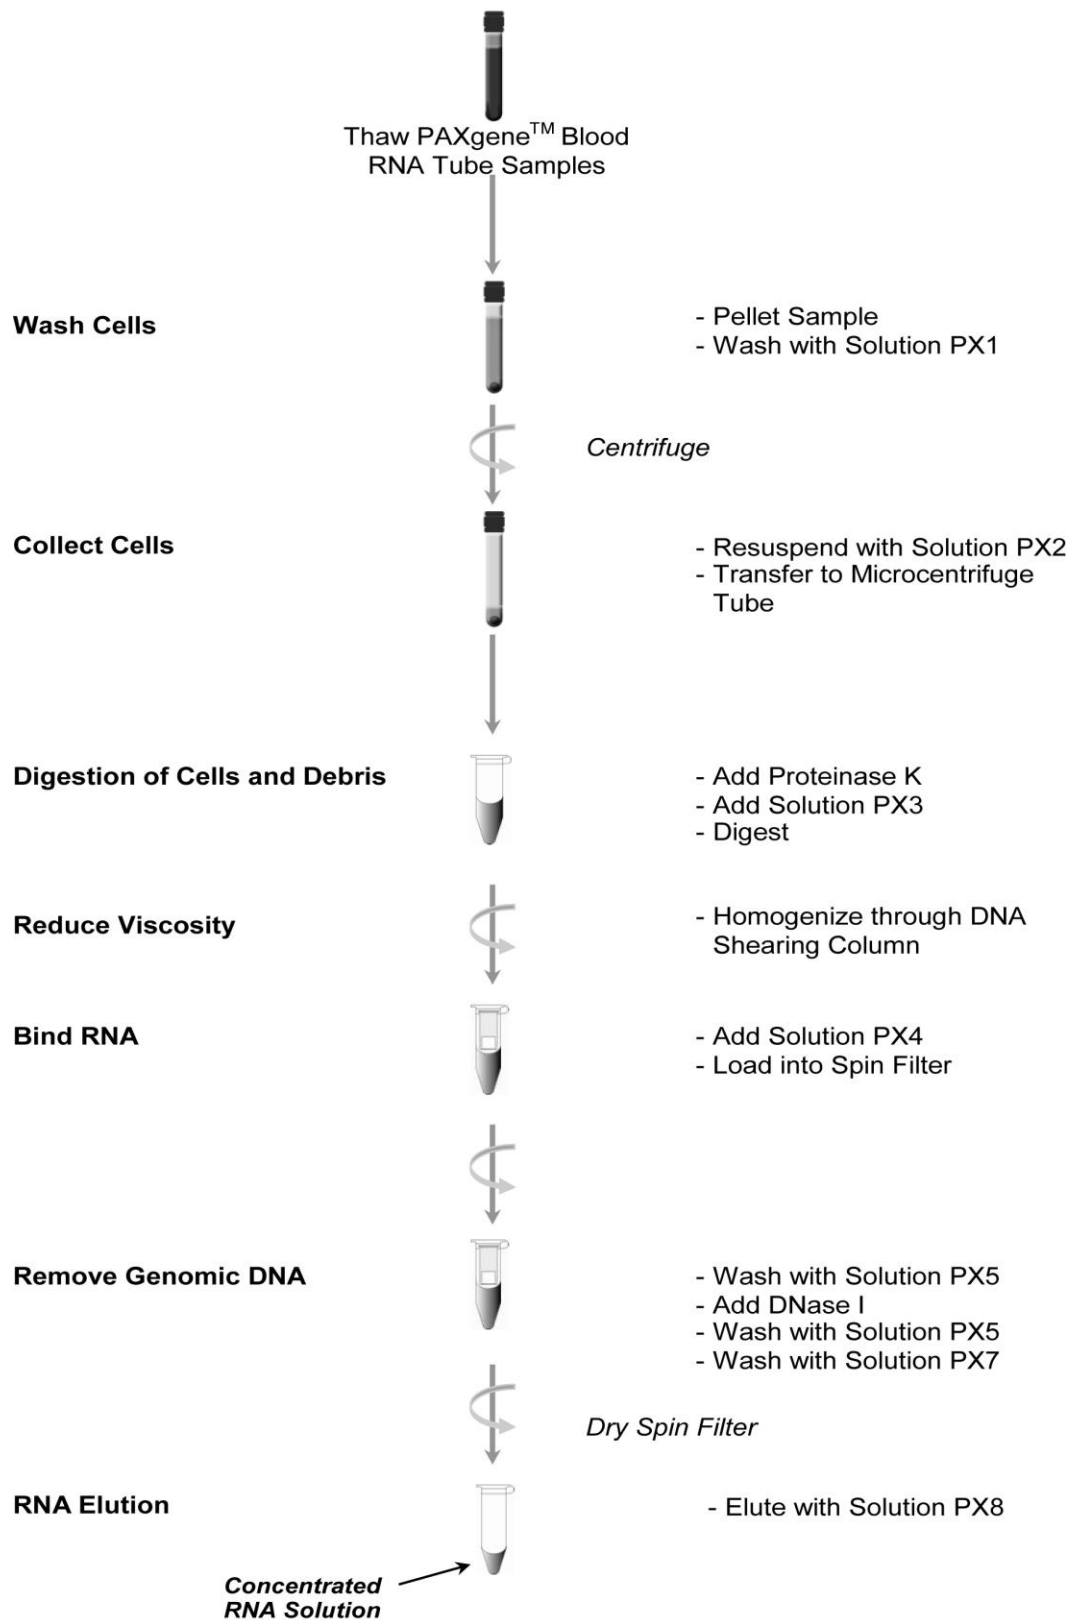 Thaw PAXgene™ Blood
RNA Tube Samples
Wash Cells
- Pellet Sample
- Wash with Solution PX1
Centrifuge
Collect Cells
- Resuspend with Solution PX2
- Transfer to Microcentrifuge
Tube
Digestion of Cells and Debris
- Add Proteinase K
- Add Solution PX3
- Digest
Reduce Viscosity
- Homogenize through DNA
Shearing Column
Bind RNA
- Add Solution PX4
- Load into Spin Filter
Remove Genomic DNA
- Wash with Solution PX5
- Add DNase I
- Wash with Solution PX5
- Wash with Solution PX7
Dry Spin Filter
RNA Elution
- Elute with Solution PX8
Concentrated
RNA Solution